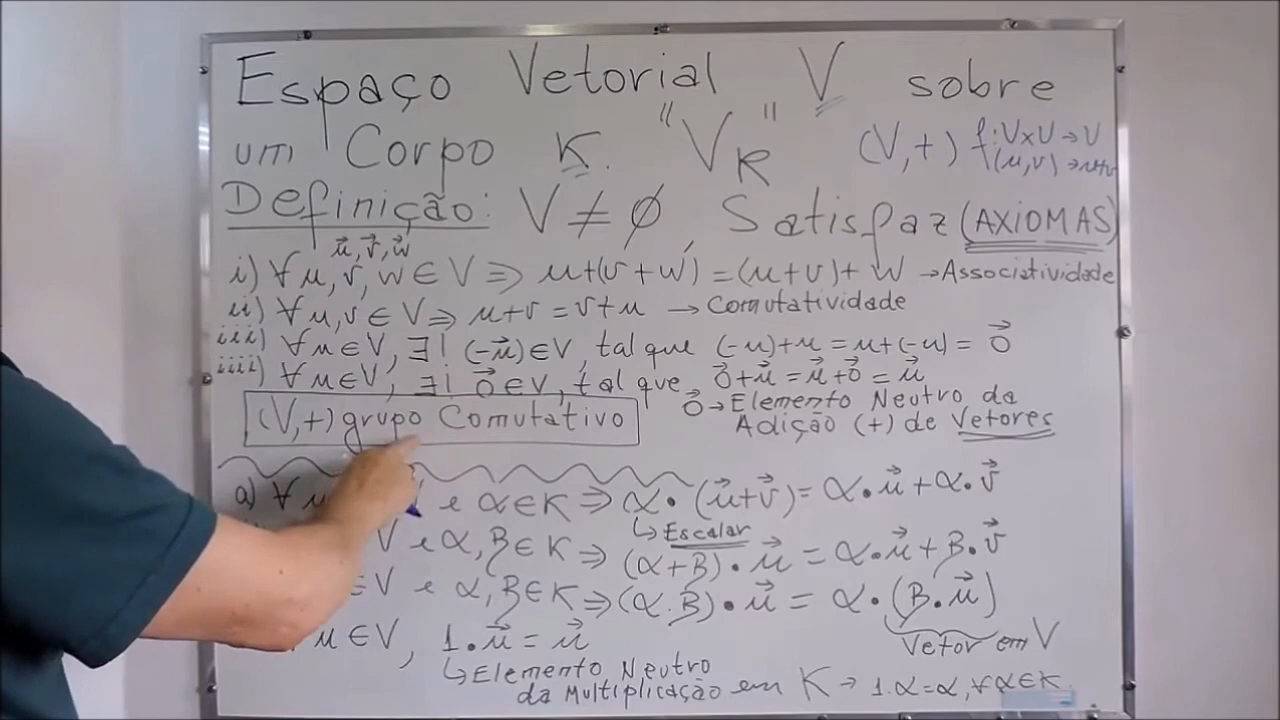 Espaço Vetorial V sobre
um Corpo K. "V_K" (V,+) f: V×V→V
(u,v)→u+v
Definição: V ≠ ∅, Satisfaz (AXIOMAS)
u⃗, v⃗, w⃗
i) ∀ u, v, w ∈ V ⇒ u+(v+w) = (u+v)+w → Associatividade
ii) ∀ u, v ∈ V ⇒ u+v = v+u → Comutatividade
iii) ∀ u ∈ V, ∃! (-u⃗) ∈ V, tal que (-u)+u = u+(-u) = 0⃗
iiii) ∀ u ∈ V, ∃! 0⃗ ∈ V, tal que 0⃗+u⃗ = u⃗+0⃗ = u⃗
0⃗ → Elemento Neutro da
Adição (+) de Vetores
(V,+) grupo Comutativo
a) ∀ u e α ∈ K ⇒ α·(u⃗+v⃗) = α·u⃗ + α·v⃗
↳ Escalar
V e α, B ∈ K ⇒ (α+B)·u⃗ = α·u⃗ + B·v⃗
∈ V e α, B ∈ K ⇒ (α.B)·u⃗ = α·(B·u⃗)
Vetor em V
u ∈ V, 1·u⃗ = u⃗
↳ Elemento Neutro
da Multiplicação em K → 1.α=α, ∀ α ∈ K